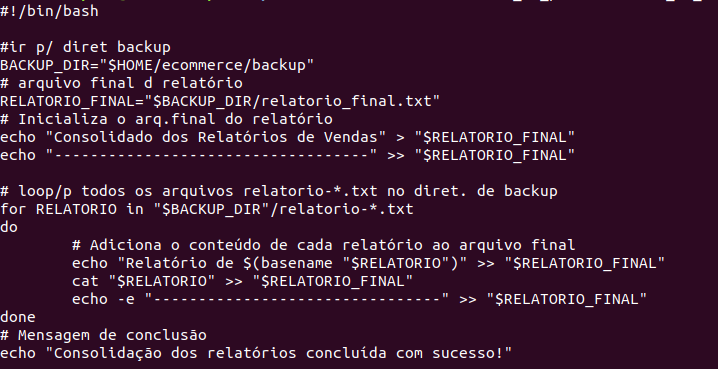 #!/bin/bash
#ir p/ diret backup
BACKUP_DIR="$HOME/ecommerce/backup"
# arquivo final d relatório
RELATORIO_FINAL="$BACKUP_DIR/relatorio_final.txt"
# Inicializa o arq.final do relatório
echo "Consolidado dos Relatórios de Vendas" > "$RELATORIO_FINAL"
echo "-----------------------------------" >> "$RELATORIO_FINAL"
# loop/p todos os arquivos relatorio-*.txt no diret. de backup
for RELATORIO in "$BACKUP_DIR"/relatorio-*.txt
do
# Adiciona o conteúdo de cada relatório ao arquivo final
echo "Relatório de $(basename "$RELATORIO")" >> "$RELATORIO_FINAL"
cat "$RELATORIO" >> "$RELATORIO_FINAL"
echo -e "--------------------------------" >> "$RELATORIO_FINAL"
done
# Mensagem de conclusão
echo "Consolidação dos relatórios concluída com sucesso!"